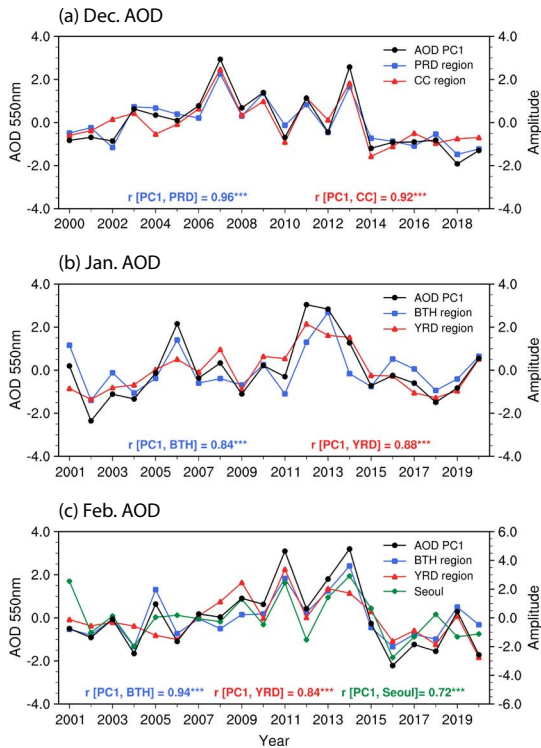 (a) Dec. AOD
4.0 4.0
AOD PC1
PRD region
CC region
2.0 2.0
AOD 550nm
Amplitude
0.0 0.0
-2.0 -2.0
r [PC1, PRD] = 0.96*** r [PC1, CC] = 0.92***
-4.0 -4.0
2000 2002 2004 2006 2008 2010 2012 2014 2016 2018
(b) Jan. AOD
4.0 4.0
AOD PC1
BTH region
YRD region
2.0 2.0
AOD 550nm
Amplitude
0.0 0.0
-2.0 -2.0
r [PC1, BTH] = 0.84*** r [PC1, YRD] = 0.88***
-4.0 -4.0
2001 2003 2005 2007 2009 2011 2013 2015 2017 2019
(c) Feb. AOD
4.0 6.0
AOD PC1
BTH region
YRD region
Seoul
4.0
2.0
2.0
AOD 550nm
Amplitude
0.0 0.0
-2.0
-2.0
-4.0
r [PC1, BTH] = 0.94*** r [PC1, YRD] = 0.84*** r [PC1, Seoul]= 0.72***
-4.0 -6.0
2001 2003 2005 2007 2009 2011 2013 2015 2017 2019
Year